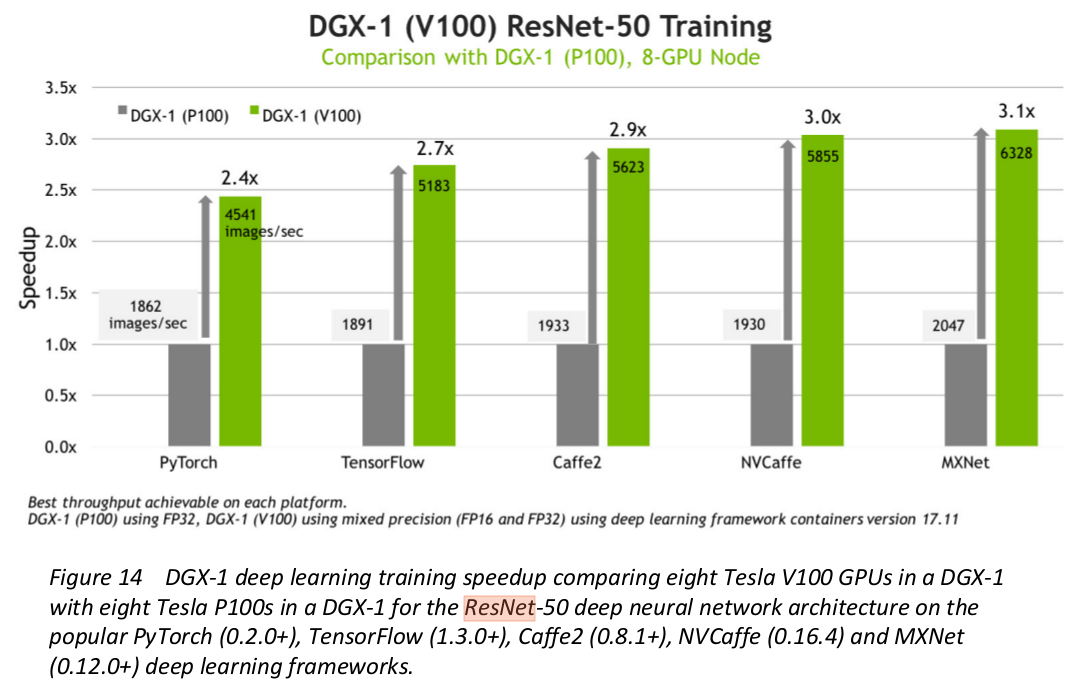 DGX-1 (V100) ResNet-50 Training
Comparison with DGX-1 (P100), 8-GPU Node
3.5x
DGX-1 (P100) DGX-1 (V100)
3.0x
2.5x
2.0x
1.5x
1.0x
0.5x
0.0x
Speedup
2.4x
4541
images/sec
1862
images/sec
2.7x
5183
1891
2.9x
5623
1933
3.0x
5855
1930
3.1x
6328
2047
PyTorch TensorFlow Caffe2 NVCaffe MXNet
Best throughput achievable on each platform.
DGX-1 (P100) using FP32, DGX-1 (V100) using mixed precision (FP16 and FP32) using deep learning framework containers version 17.11
Figure 14 DGX-1 deep learning training speedup comparing eight Tesla V100 GPUs in a DGX-1
with eight Tesla P100s in a DGX-1 for the ResNet-50 deep neural network architecture on the
popular PyTorch (0.2.0+), TensorFlow (1.3.0+), Caffe2 (0.8.1+), NVCaffe (0.16.4) and MXNet
(0.12.0+) deep learning frameworks.